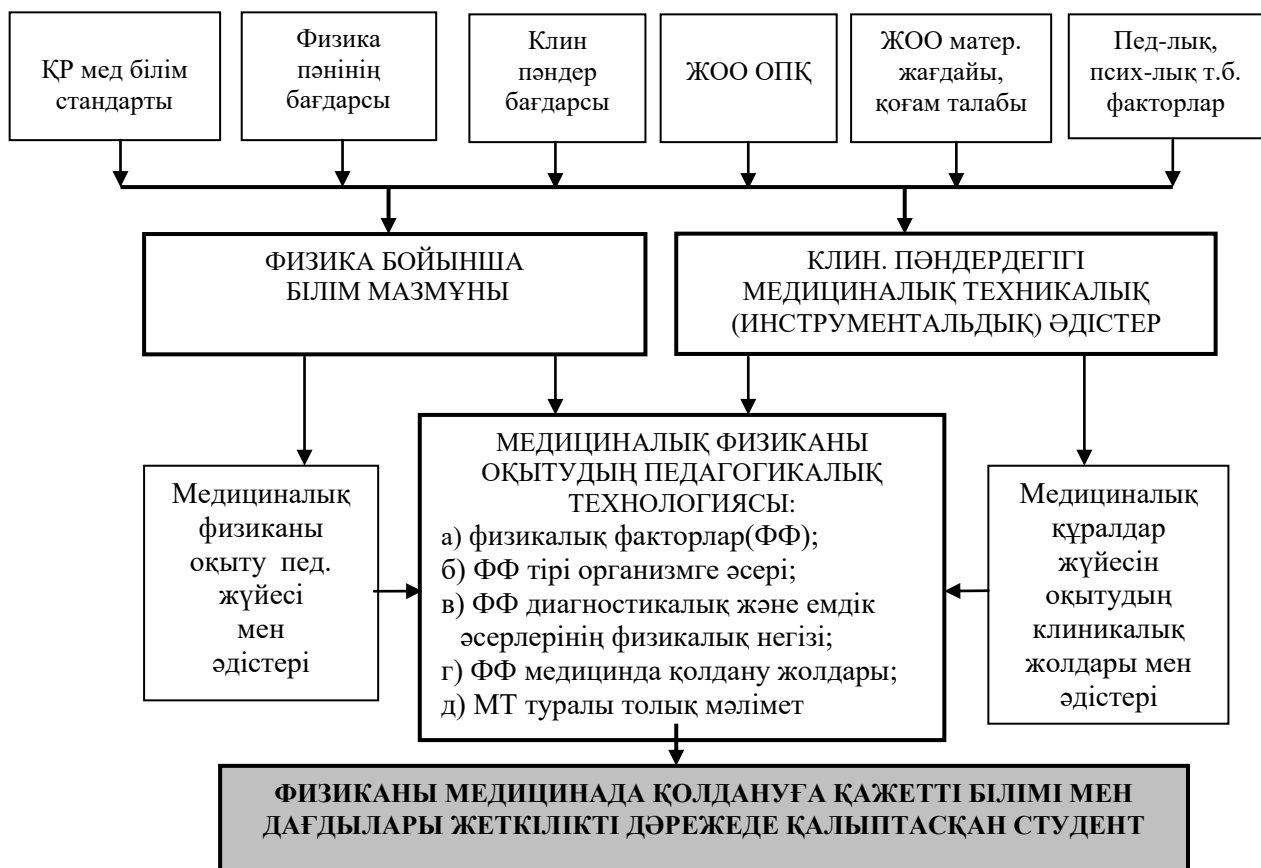 ҚР мед білім
стандарты
Физика
пәнінің
бағдарсы
Клин
пәндер
бағдарсы
ЖОО ОПҚ
ЖОО матер.
жағдайы,
қоғам талабы
Пед-лық,
псих-лық т.б.
факторлар
ФИЗИКА БОЙЫНША
БІЛІМ МАЗМҰНЫ
КЛИН. ПӘНДЕРДЕГІГІ
МЕДИЦИНАЛЫҚ ТЕХНИКАЛЫҚ
(ИНСТРУМЕНТАЛЬДЫҚ) ӘДІСТЕР
Медициналық
физиканы
оқыту пед.
жүйесі
мен
әдістері
МЕДИЦИНАЛЫҚ ФИЗИКАНЫ
ОҚЫТУДЫҢ ПЕДАГОГИКАЛЫҚ
ТЕХНОЛОГИЯСЫ:
а) физикалық факторлар(ФФ);
б) ФФ тірі организмге әсері;
в) ФФ диагностикалық және емдік
әсерлерінің физикалық негізі;
г) ФФ медицинда қолдану жолдары;
д) МТ туралы толық мәлімет
Медициналық
құралдар
жүйесін
оқытудың
клиникалық
жолдары мен
әдістері
ФИЗИКАНЫ МЕДИЦИНАДА ҚОЛДАНУҒА ҚАЖЕТТІ БІЛІМІ МЕН
ДАҒДЫЛАРЫ ЖЕТКІЛІКТІ ДӘРЕЖЕДЕ ҚАЛЫПТАСҚАН СТУДЕНТ